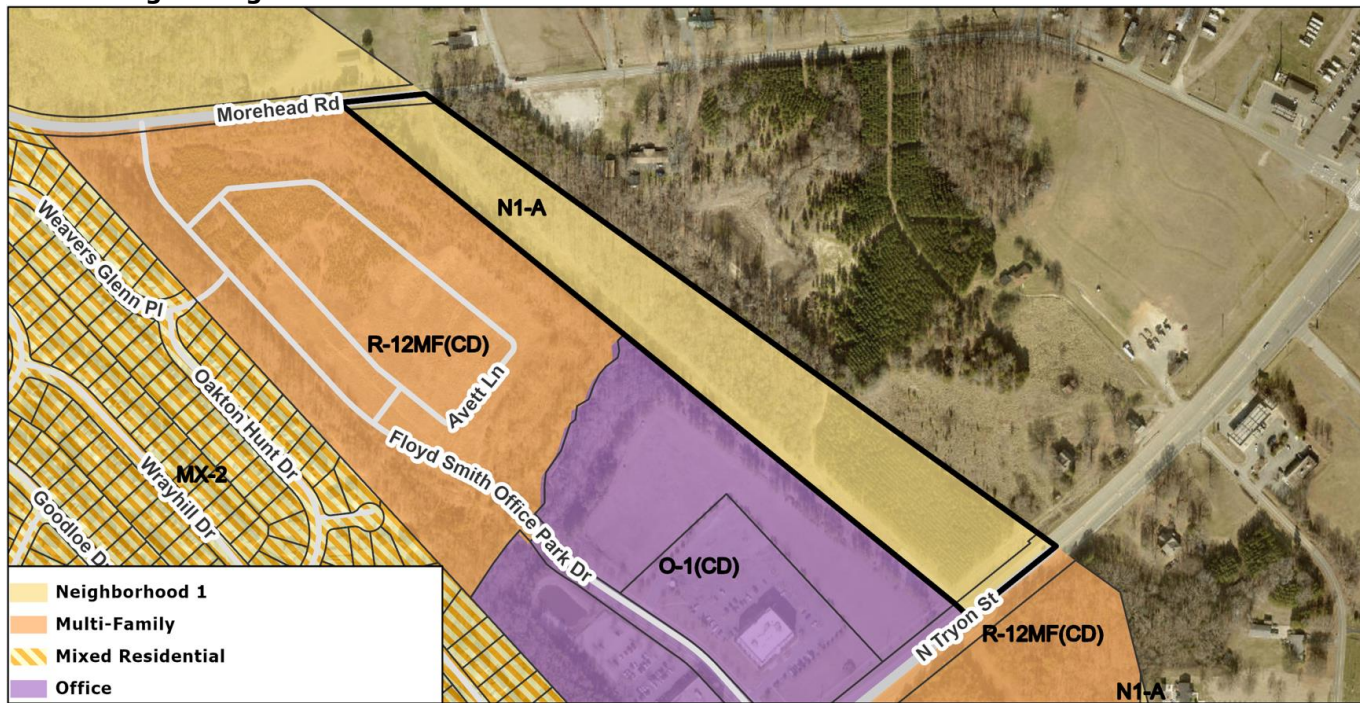 Morehead Rd
N1-A
Weavers Glenn Pl
R-12MF(CD)
Oakton Hunt Dr
Avett Ln
Floyd Smith Office Park Dr
MX-2
Wrayhill Dr
Goodloe Dr
O-1(CD)
N Tryon St
R-12MF(CD)
N1-A
Neighborhood 1
Multi-Family
Mixed Residential
Office